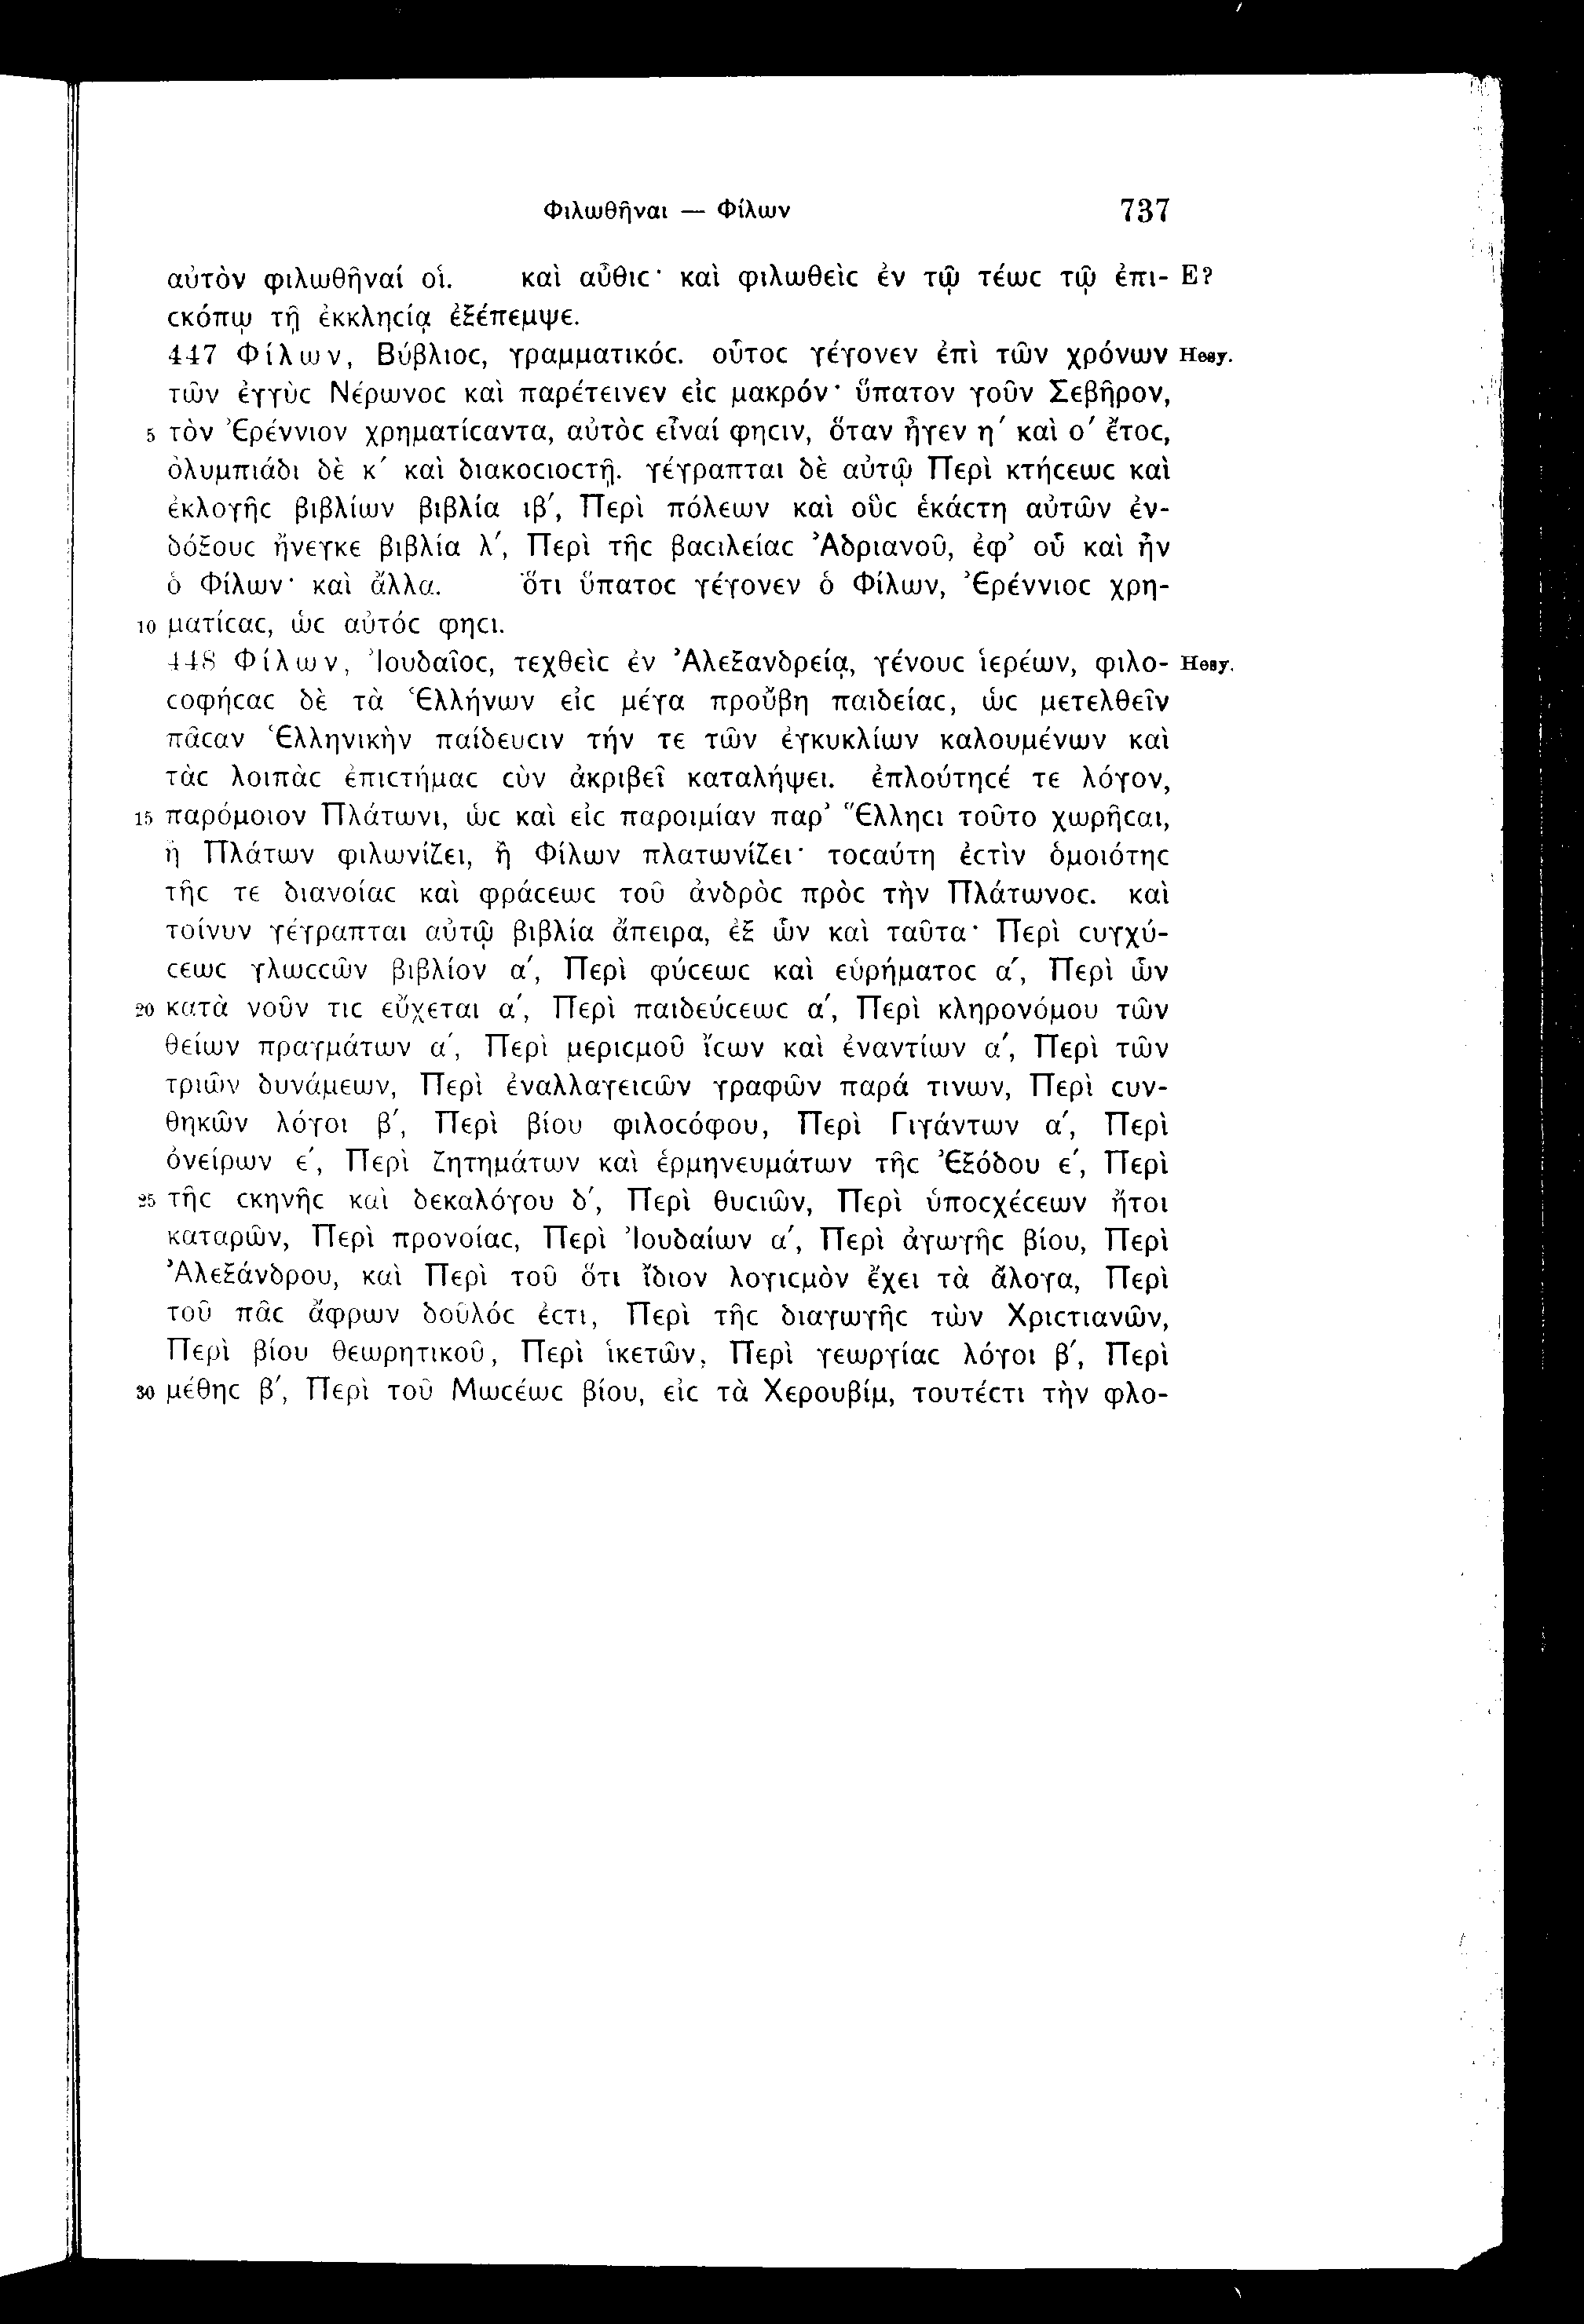 Φιλωθῆναι — Φίλων 737
αὐτὸν φιλωθῆναί οἱ. καὶ αὖθιϲ· καὶ φιλωθεὶϲ ἐν τῷ τέωϲ τῷ ἐπι- E?
ϲκόπῳ τῇ ἐκκληϲίᾳ ἐξέπεμψε.
447 Φίλων, Βύβλιοϲ, γραμματικόϲ. οὗτοϲ γέγονεν ἐπὶ τῶν χρόνων Hesy.
τῶν ἐγγὺϲ Νέρωνοϲ καὶ παρέτεινεν εἰϲ μακρόν· ὕπατον γοῦν Σεβῆρον,
5 τὸν Ἑρέννιον χρηματίϲαντα, αὐτὸϲ εἶναί φηϲιν, ὅταν ἦγεν η′ καὶ ο′ ἔτοϲ,
ὀλυμπιάδι δὲ κ′ καὶ διακοϲιοϲτῇ. γέγραπται δὲ αὐτῷ Περὶ κτήϲεωϲ καὶ
ἐκλογῆϲ βιβλίων βιβλία ιβ′, Περὶ πόλεων καὶ οὓϲ ἑκάϲτη αὐτῶν ἐν-
δόξουϲ ἤνεγκε βιβλία λ′, Περὶ τῆϲ βαϲιλείαϲ Ἀδριανοῦ, ἐφ’ οὗ καὶ ἦν
ὁ Φίλων· καὶ ἄλλα. ὅτι ὕπατοϲ γέγονεν ὁ Φίλων, Ἐρέννιοϲ χρη-
10 ματίϲαϲ, ὡϲ αὐτόϲ φηϲι.
448 Φίλων, Ἰουδαῖοϲ, τεχθεὶϲ ἐν Ἀλεξανδρείᾳ, γένουϲ ἱερέων, φιλο- Hesy.
ϲοφήϲαϲ δὲ τὰ Ἑλλήνων εἰϲ μέγα προὔβη παιδείαϲ, ὡϲ μετελθεῖν
πᾶϲαν Ἑλληνικὴν παίδευϲιν τήν τε τῶν ἐγκυκλίων καλουμένων καὶ
τὰϲ λοιπὰϲ ἐπιϲτήμαϲ ϲὺν ἀκριβεῖ καταλήψει. ἐπλούτηϲέ τε λόγον,
15 παρόμοιον Πλάτωνι, ὡϲ καὶ εἰϲ παροιμίαν παρ’ Ἕλληϲι τοῦτο χωρῆϲαι,
ἢ Πλάτων φιλωνίζει, ἢ Φίλων πλατωνίζει· τοϲαύτη ἐϲτὶν ὁμοιότηϲ
τῆϲ τε διανοίαϲ καὶ φράϲεωϲ τοῦ ἀνδρὸϲ πρὸϲ τὴν Πλάτωνοϲ. καὶ
τοίνυν γέγραπται αὐτῷ βιβλία ἄπειρα, ἐξ ὧν καὶ ταῦτα· Περὶ ϲυγχύ-
ϲεωϲ γλωϲϲῶν βιβλίον α′, Περὶ φύϲεωϲ καὶ εὑρήματοϲ α′, Περὶ ὧν
20 κατὰ νοῦν τιϲ εὔχεται α′, Περὶ παιδεύϲεωϲ α′, Περὶ κληρονόμου τῶν
θείων πραγμάτων α′, Περὶ μεριϲμοῦ ἴϲων καὶ ἐναντίων α′, Περὶ τῶν
τριῶν δυνάμεων, Περὶ ἐναλλαγειϲῶν γραφῶν παρά τινων, Περὶ ϲυν-
θηκῶν λόγοι β′, Περὶ βίου φιλοϲόφου, Περὶ Γιγάντων α′, Περὶ
ὀνείρων ε′, Περὶ ζητημάτων καὶ ἑρμηνευμάτων τῆϲ Ἐξόδου ε′, Περὶ
25 τῆϲ ϲκηνῆϲ καὶ δεκαλόγου δ′, Περὶ θυϲιῶν, Περὶ ὑποϲχέϲεων ἤτοι
καταρῶν, Περὶ προνοίαϲ, Περὶ Ἰουδαίων α′, Περὶ ἀγωγῆϲ βίου, Περὶ
Ἀλεξάνδρου, καὶ Περὶ τοῦ ὅτι ἴδιον λογιϲμὸν ἔχει τὰ ἄλογα, Περὶ
τοῦ πᾶϲ ἄφρων δοῦλόϲ ἐϲτι, Περὶ τῆϲ διαγωγῆϲ τῶν Χριϲτιανῶν,
Περὶ βίου θεωρητικοῦ, Περὶ ἱκετῶν, Περὶ γεωργίαϲ λόγοι β′, Περὶ
30 μέθηϲ β′, Περὶ τοῦ Μωϲέωϲ βίου, εἰϲ τὰ Χερουβίμ, τουτέϲτι τὴν φλο-